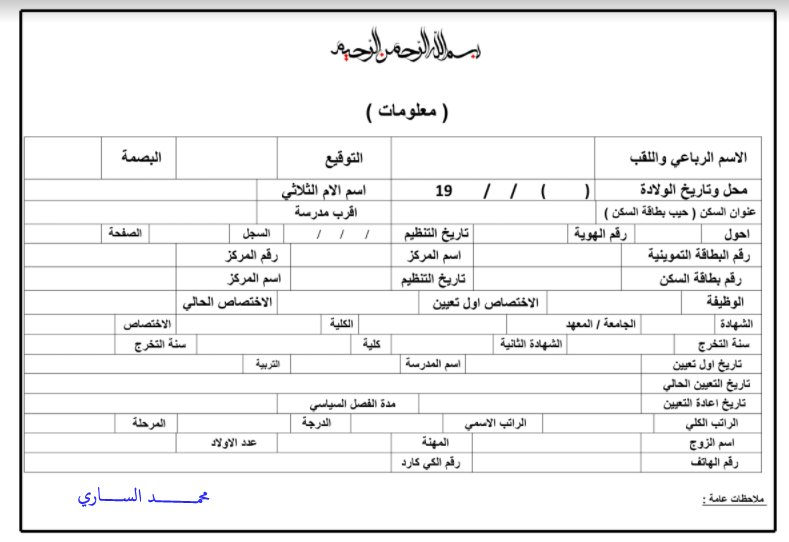 بسم الله الرحمن الرحيم
( معلومات )
الاسم الرباعي واللقب التوقيع البصمة
محل وتاريخ الولادة ( ) / / 19 اسم الام الثلاثي
عنوان السكن ( حيب بطاقة السكن ) اقرب مدرسة
احول رقم الهوية تاريخ التنظيم / / / السجل الصفحة
رقم البطاقة التموينية اسم المركز رقم المركز
رقم بطاقة السكن تاريخ التنظيم اسم المركز
الوظيفة الاختصاص اول تعيين الاختصاص الحالي
الشهادة الجامعة / المعهد الكلية الاختصاص
سنة التخرج الشهادة الثانية كلية سنة التخرج
تاريخ اول تعيين اسم المدرسة التربية
تاريخ التعيين الحالي
تاريخ اعادة التعيين مدة الفصل السياسي
الراتب الكلي الراتب الاسمي الدرجة المرحلة
اسم الزوج المهنة عدد الاولاد
رقم الهاتف رقم الكي كارد
ملاحظات عامة :
محمــــد الســــاري